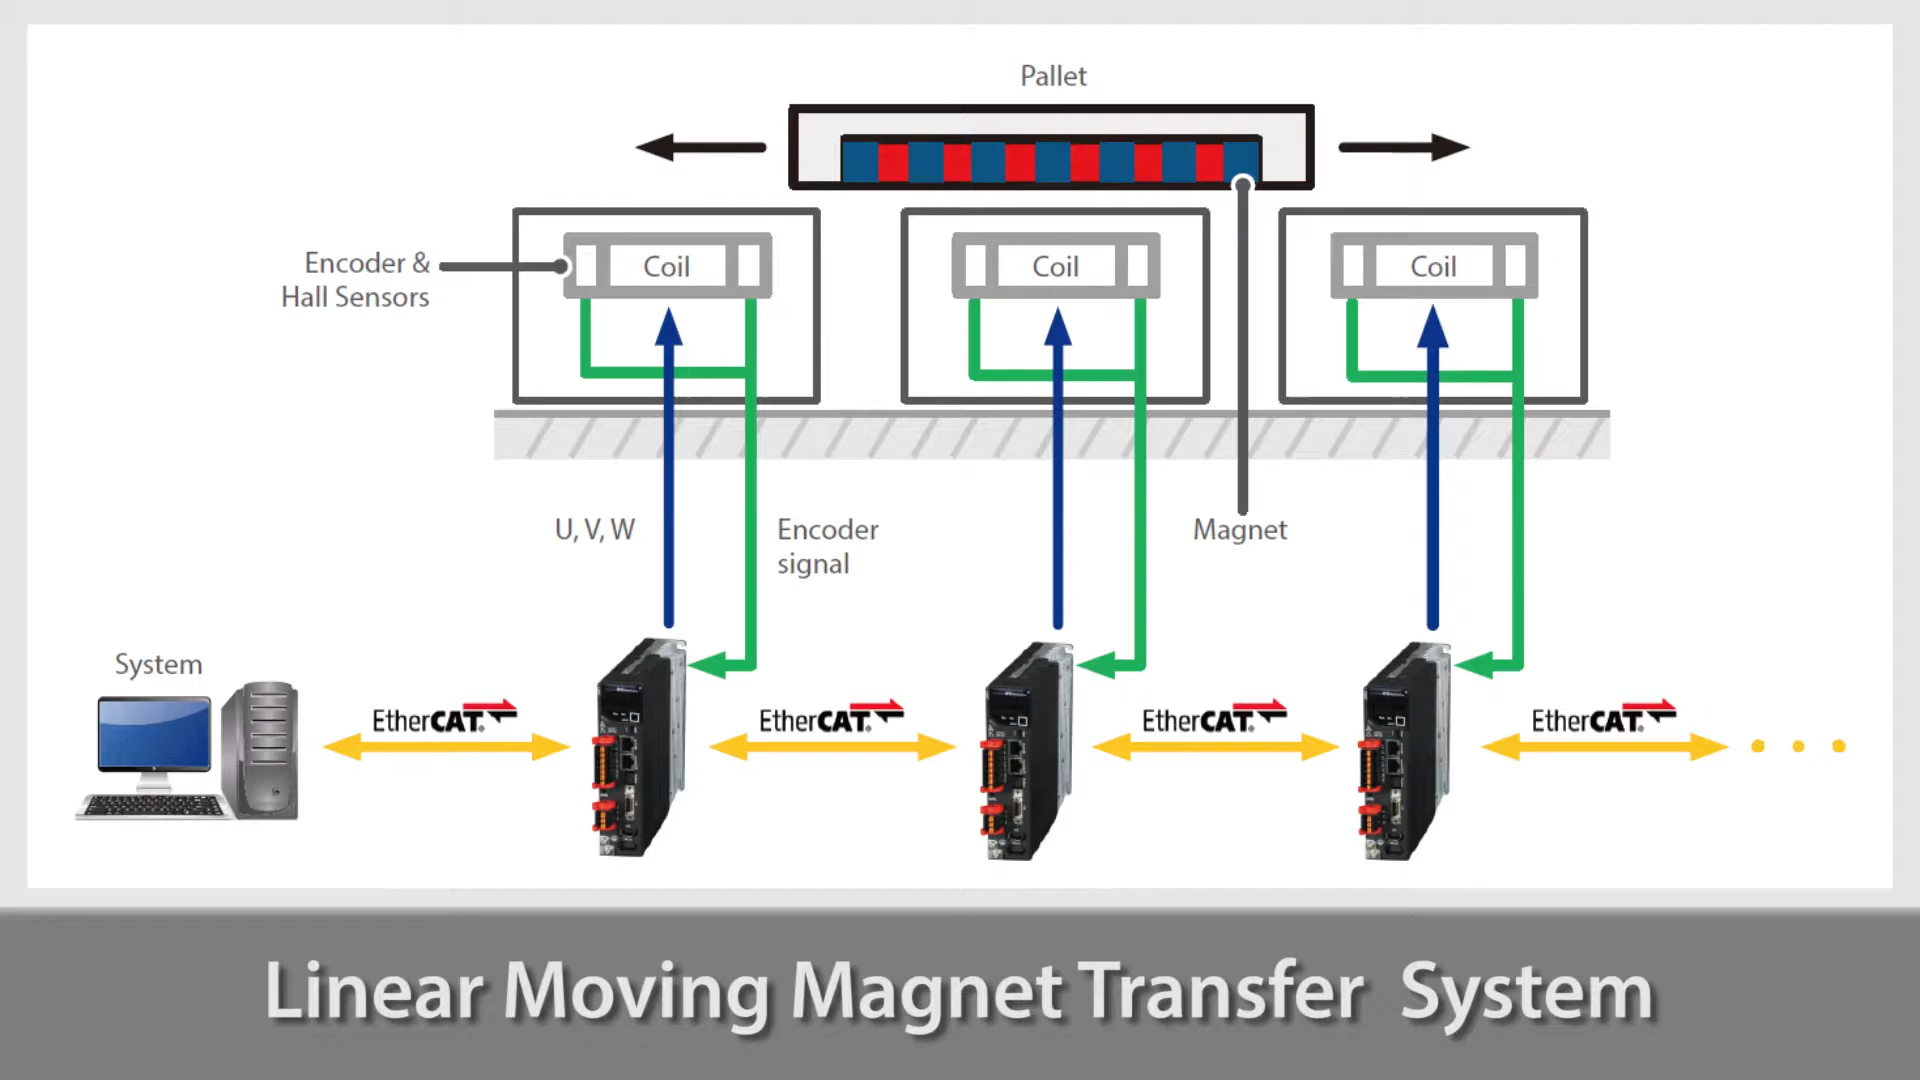 Pallet
Encoder &
Hall Sensors
Coil
Coil
Coil
U, V, W
Encoder
signal
Magnet
System
EtherCAT.
EtherCAT.
EtherCAT.
EtherCAT.
Linear Moving Magnet Transfer System